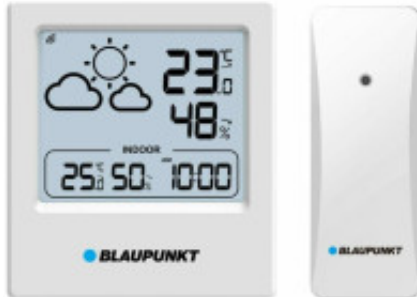 23.0 °C
48 %
INDOOR
25.0 °C 50 % 10:00
BLAUPUNKT
BLAUPUNKT